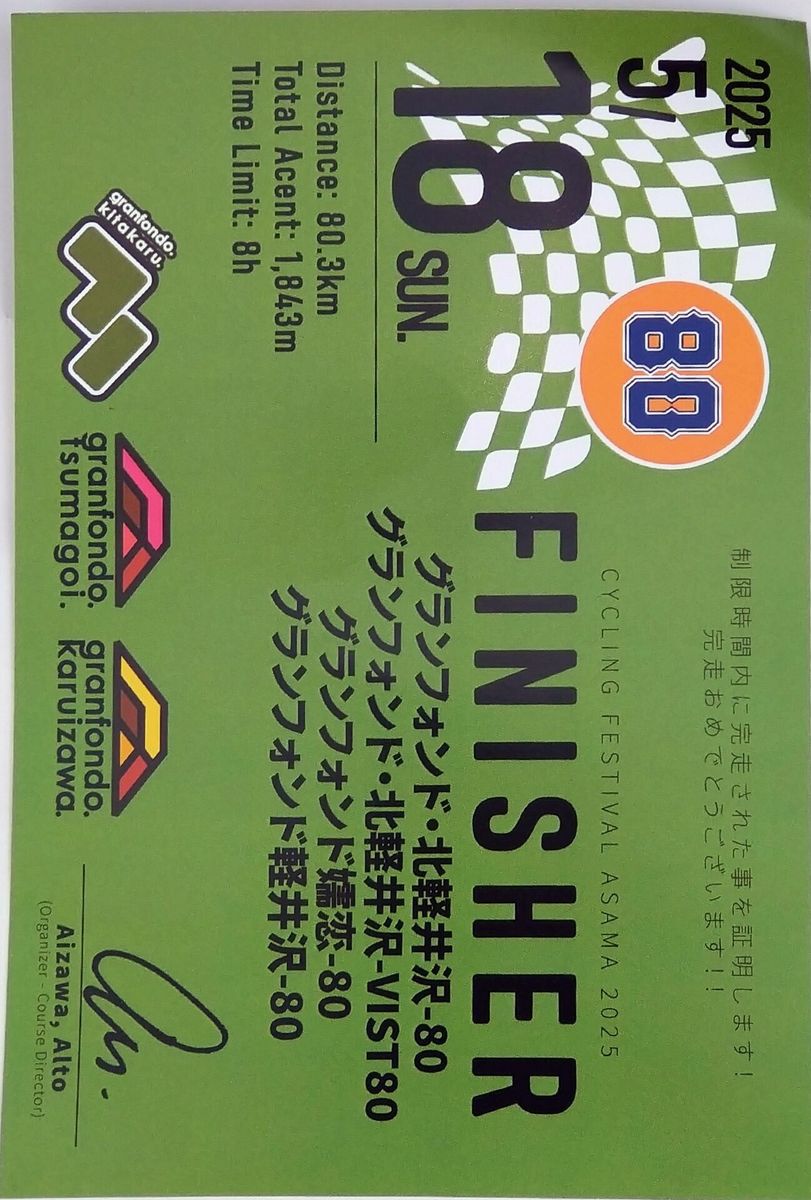 2025
5/
18 SUN.
Distance: 80.3km
Total Acent: 1,843m
Time Limit: 8h
80
制限時間内に完走された事を証明します!
完走おめでとうございます!!
CYCLING FESTIVAL ASAMA 2025
FINISHER
グランフォンド・北軽井沢-80
グランフォンド・北軽井沢-VIST80
グランフォンド嬬恋-80
グランフォンド軽井沢-80
granfondo.
kitakaru.
granfondo.
Tsumagoi.
granfondo.
karuizawa.
Aizawa, Alto
(Organizer - Course Director)